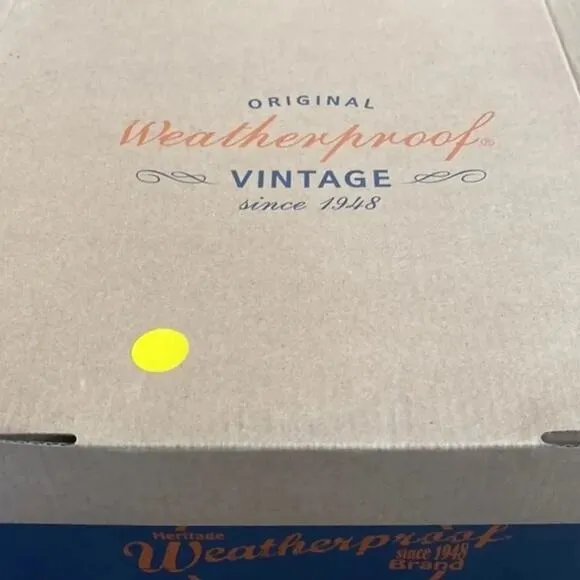 ORIGINAL
Weatherproof®
VINTAGE
since 1948
Heritage
Weatherproof
since 1948
Brand